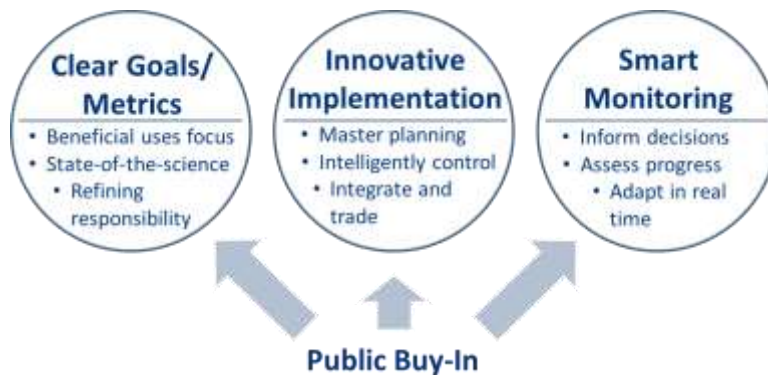 Clear Goals/
Metrics
• Beneficial uses focus
• State-of-the-science
• Refining
responsibility
Innovative
Implementation
• Master planning
• Intelligently control
• Integrate and
trade
Smart
Monitoring
• Inform decisions
• Assess progress
• Adapt in real
time
Public Buy-In